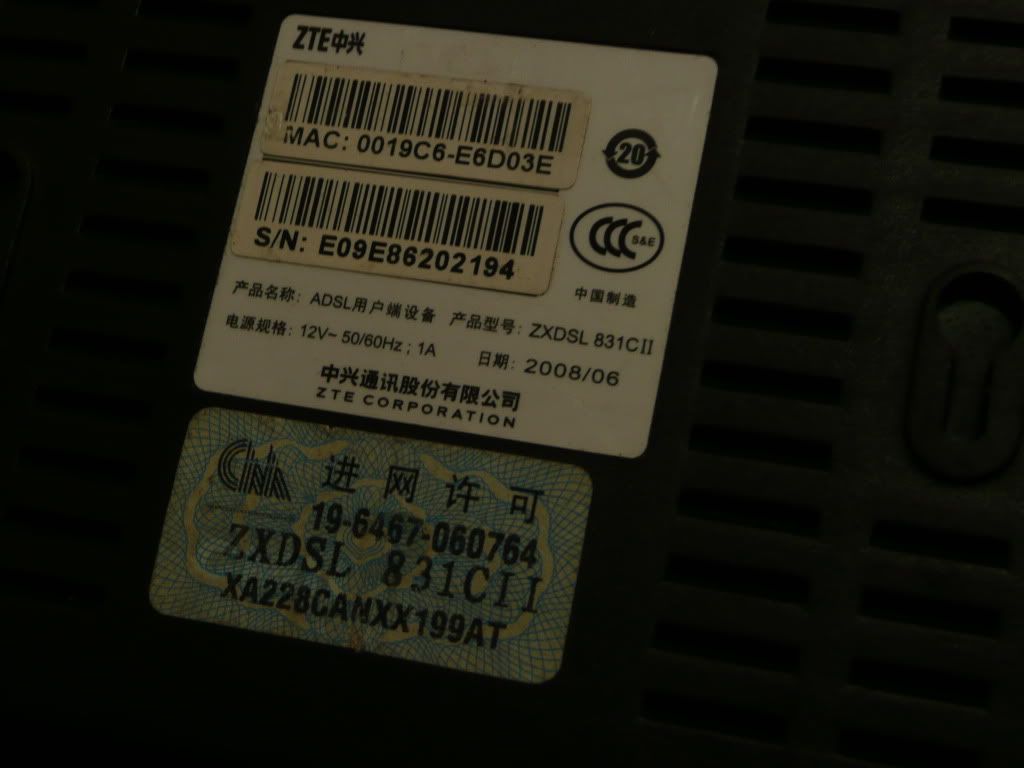 ZTE中兴
MAC: 0019C6-E6D03E
20
S/N: E09E86202194
CCC S&E
中国制造
产品名称: ADSL用户端设备 产品型号: ZXDSL 831CII
电源规格: 12V~ 50/60Hz ; 1A 日期: 2008/06
中兴通讯股份有限公司
ZTE CORPORATION
CNA 进网许可
19-6467-060764
ZXDSL 831CII
XA228CANXX199AT